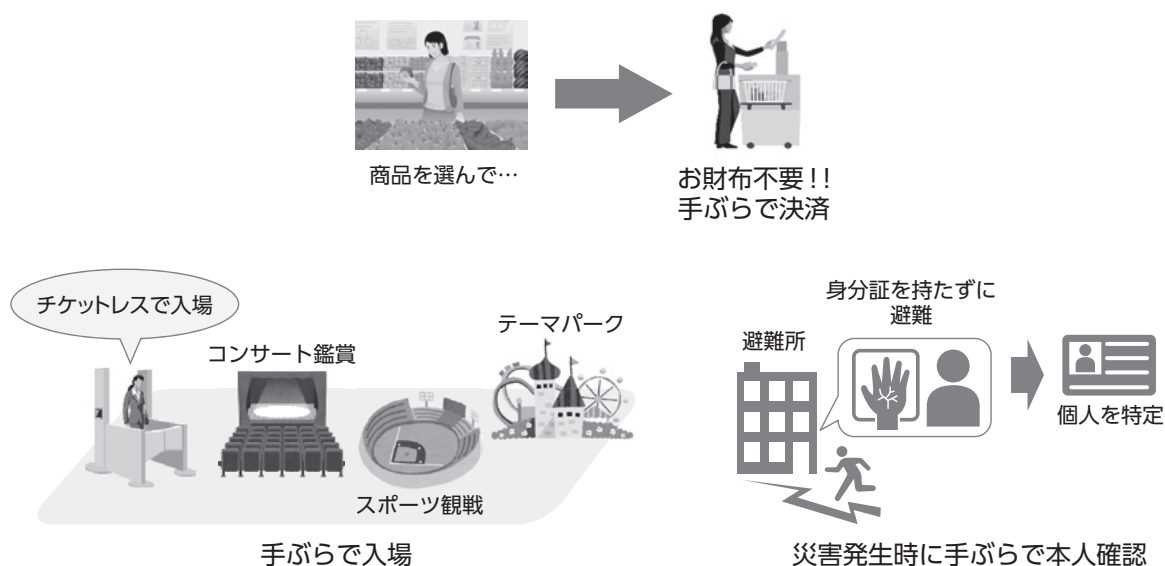 商品を選んで…
お財布不要!!
手ぶらで決済
チケットレスで入場
コンサート鑑賞
テーマパーク
スポーツ観戦
手ぶらで入場
身分証を持たずに
避難
避難所
個人を特定
災害発生時に手ぶらで本人確認